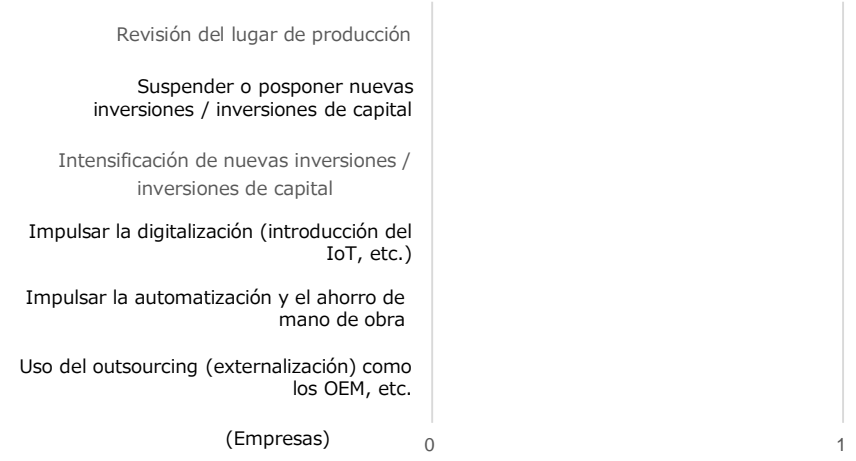 Revisión del lugar de producción
Suspender o posponer nuevas
inversiones / inversiones de capital
Intensificación de nuevas inversiones /
inversiones de capital
Impulsar la digitalización (introducción del
IoT, etc.)
Impulsar la automatización y el ahorro de
mano de obra
Uso del outsourcing (externalización) como
los OEM, etc.
(Empresas)
0
1